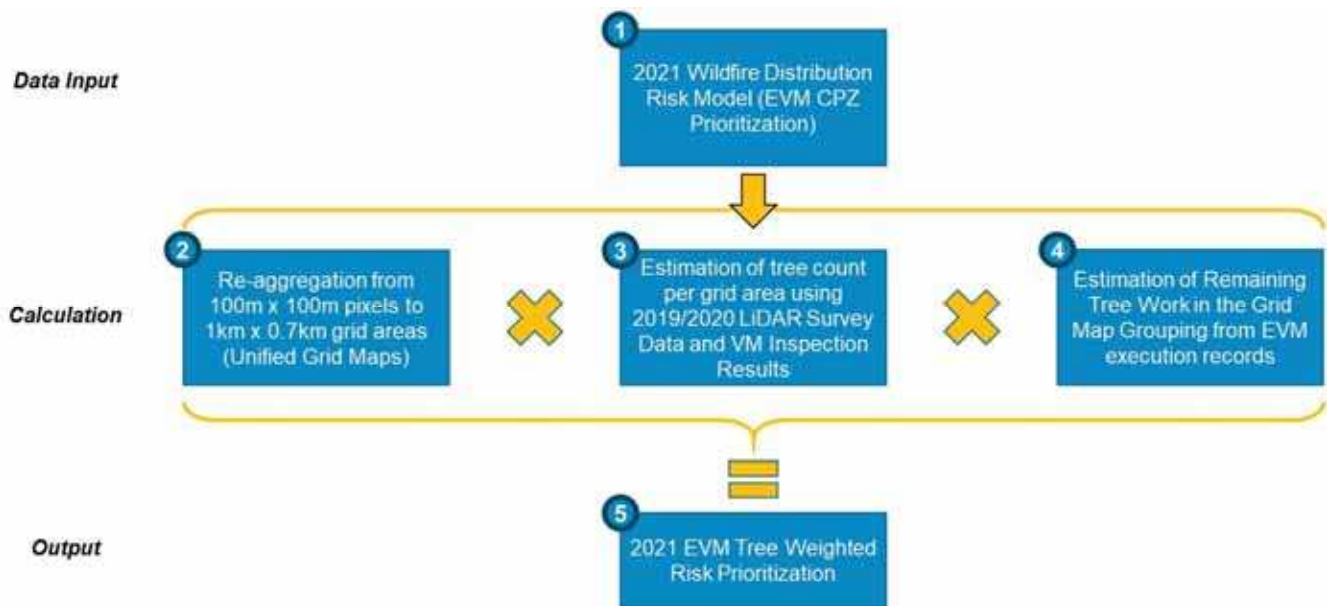 1
Data Input
2021 Wildfire Distribution
Risk Model (EVM CPZ
Prioritization)
2
Re-aggregation from
100m x 100m pixels to
1km x 0.7km grid areas
(Unified Grid Maps)
3
Estimation of tree count
per grid area using
2019/2020 LiDAR Survey
Data and VM Inspection
Results
4
Estimation of Remaining
Tree Work in the Grid
Map Grouping from EVM
execution records
Calculation
5
2021 EVM Tree Weighted
Risk Prioritization
Output